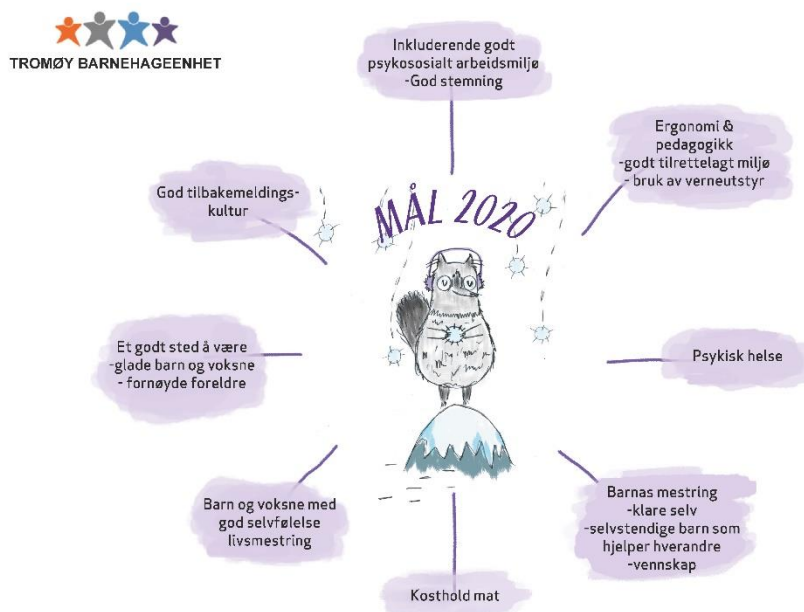 TROMØY BARNEHAGEENHET
Inkluderende godt
psykososialt arbeidsmiljø
-God stemning
Ergonomi &
pedagogikk
-godt tilrettelagt miljø
- bruk av verneutstyr
God tilbakemeldings-
kultur
MÅL 2020
Et godt sted å være
-glade barn og voksne
- fornøyde foreldre
Psykisk helse
Barn og voksne med
god selvfølelse
livsmestring
Barnas mestring
-klare selv
-selvstendige barn som
hjelper hverandre
-vennskap
Kosthold mat